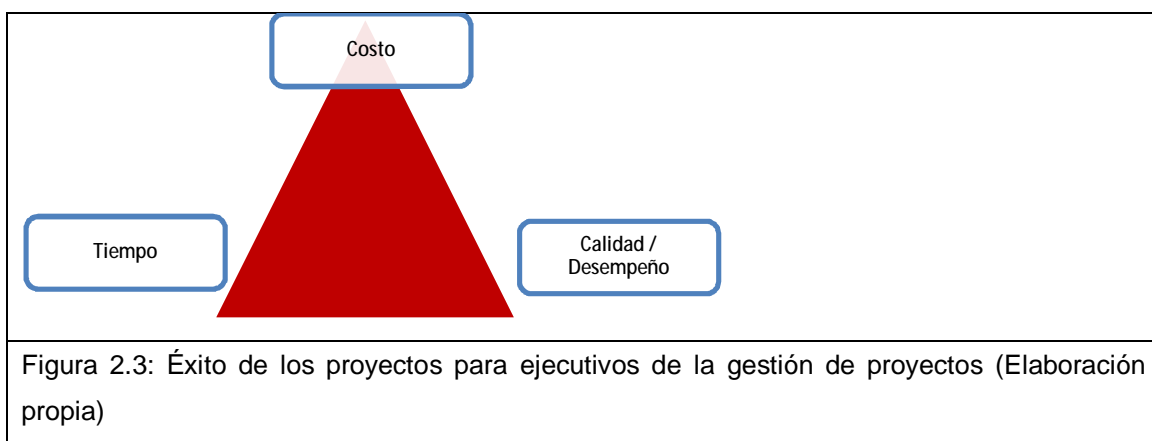 Costo
Tiempo
Calidad /
Desempeño
Figura 2.3: Éxito de los proyectos para ejecutivos de la gestión de proyectos (Elaboración
propia)